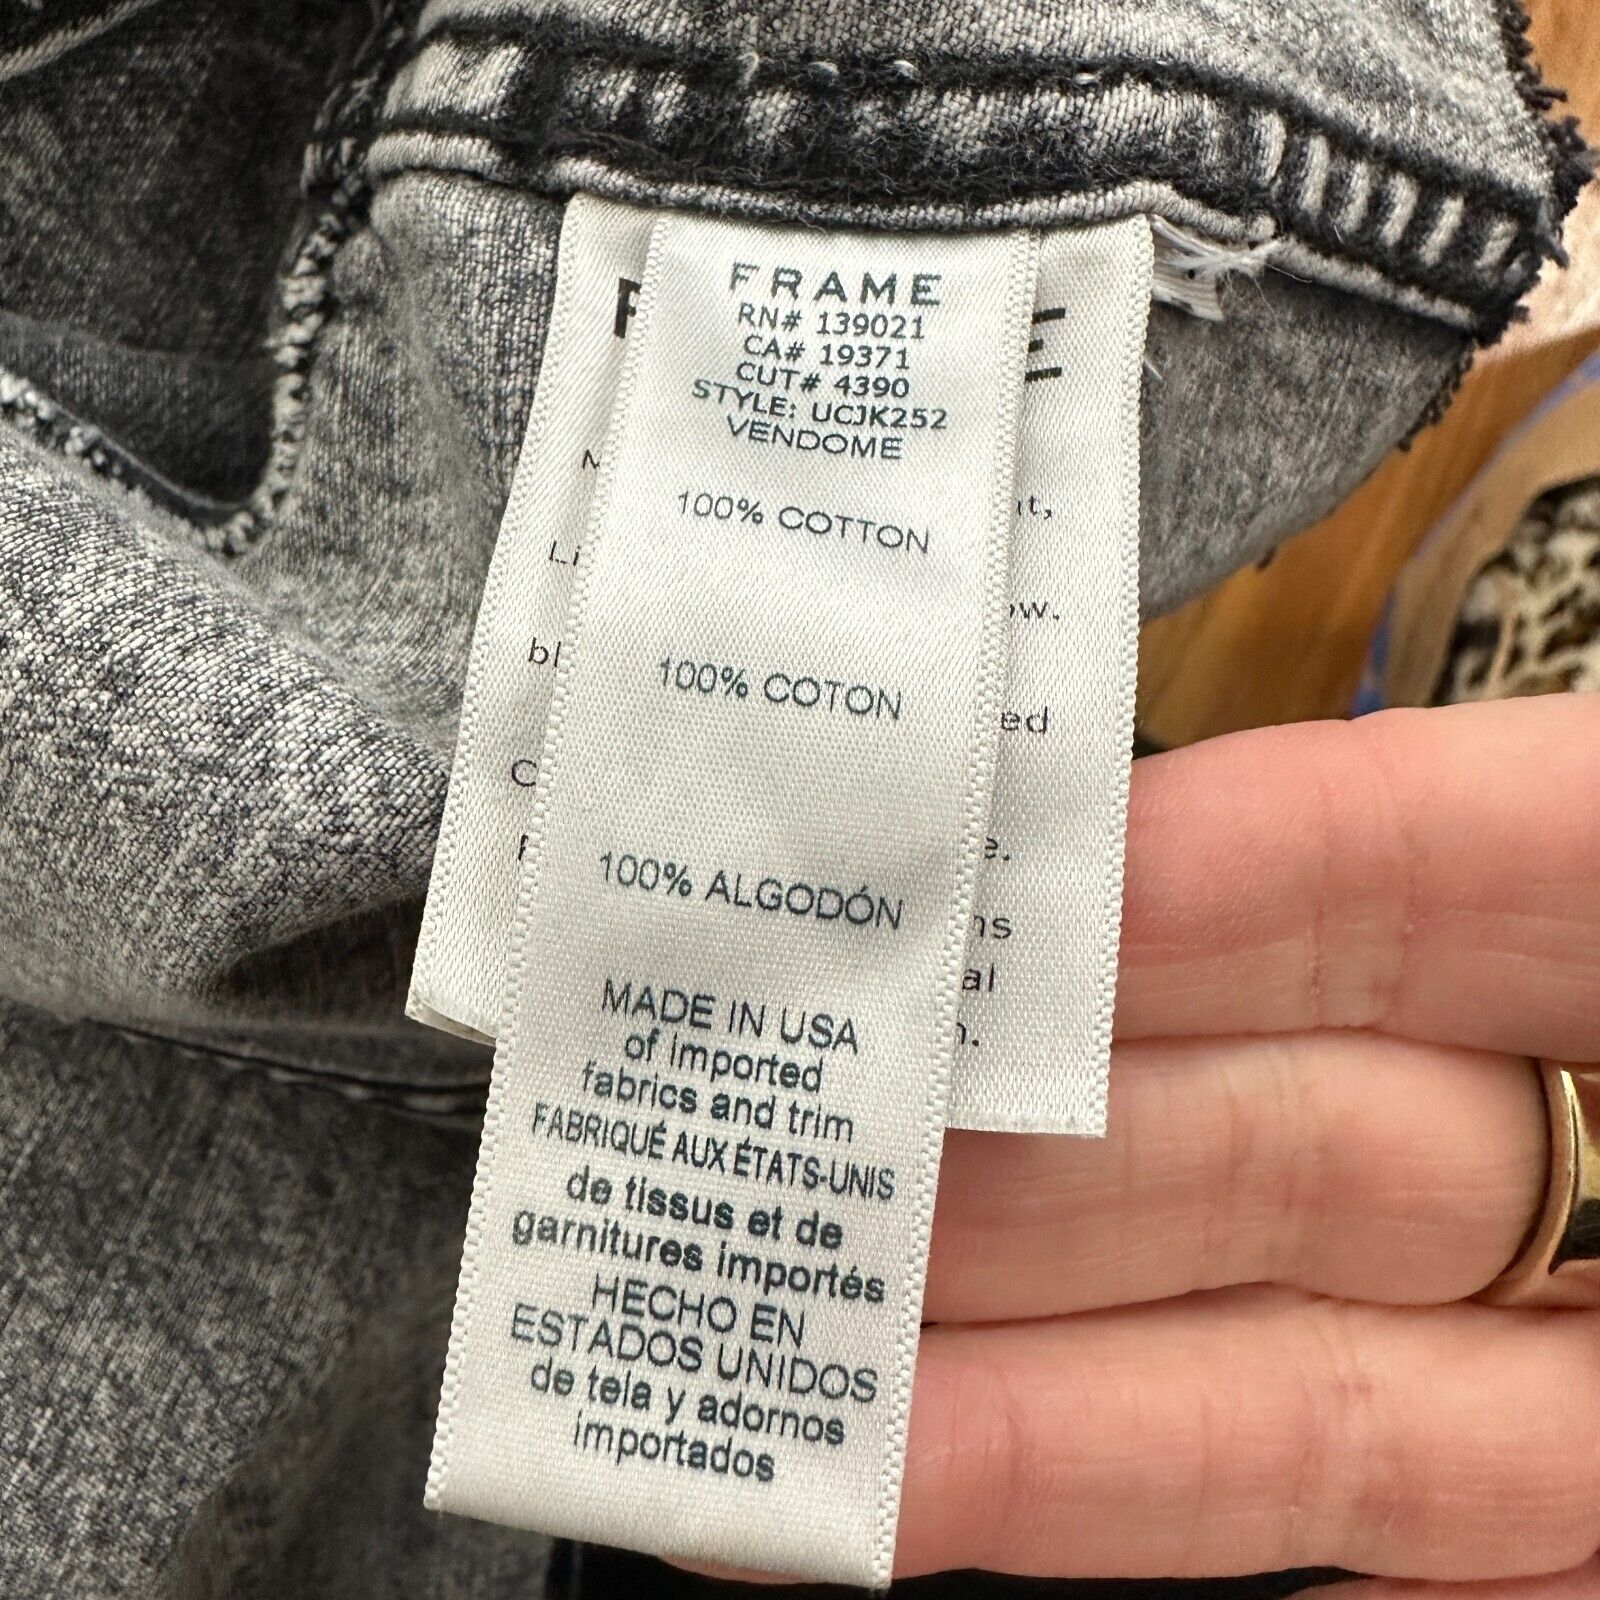 FRAME
RN# 139021
CA# 19371
CUT# 4390
STYLE: UCJK252
VENDOME
100% COTTON
100% COTON
100% ALGODÓN
MADE IN USA
of imported
fabrics and trim
FABRIQUÉ AUX ÉTATS-UNIS
de tissus et de
garnitures importés
HECHO EN
ESTADOS UNIDOS
de tela y adornos
importados